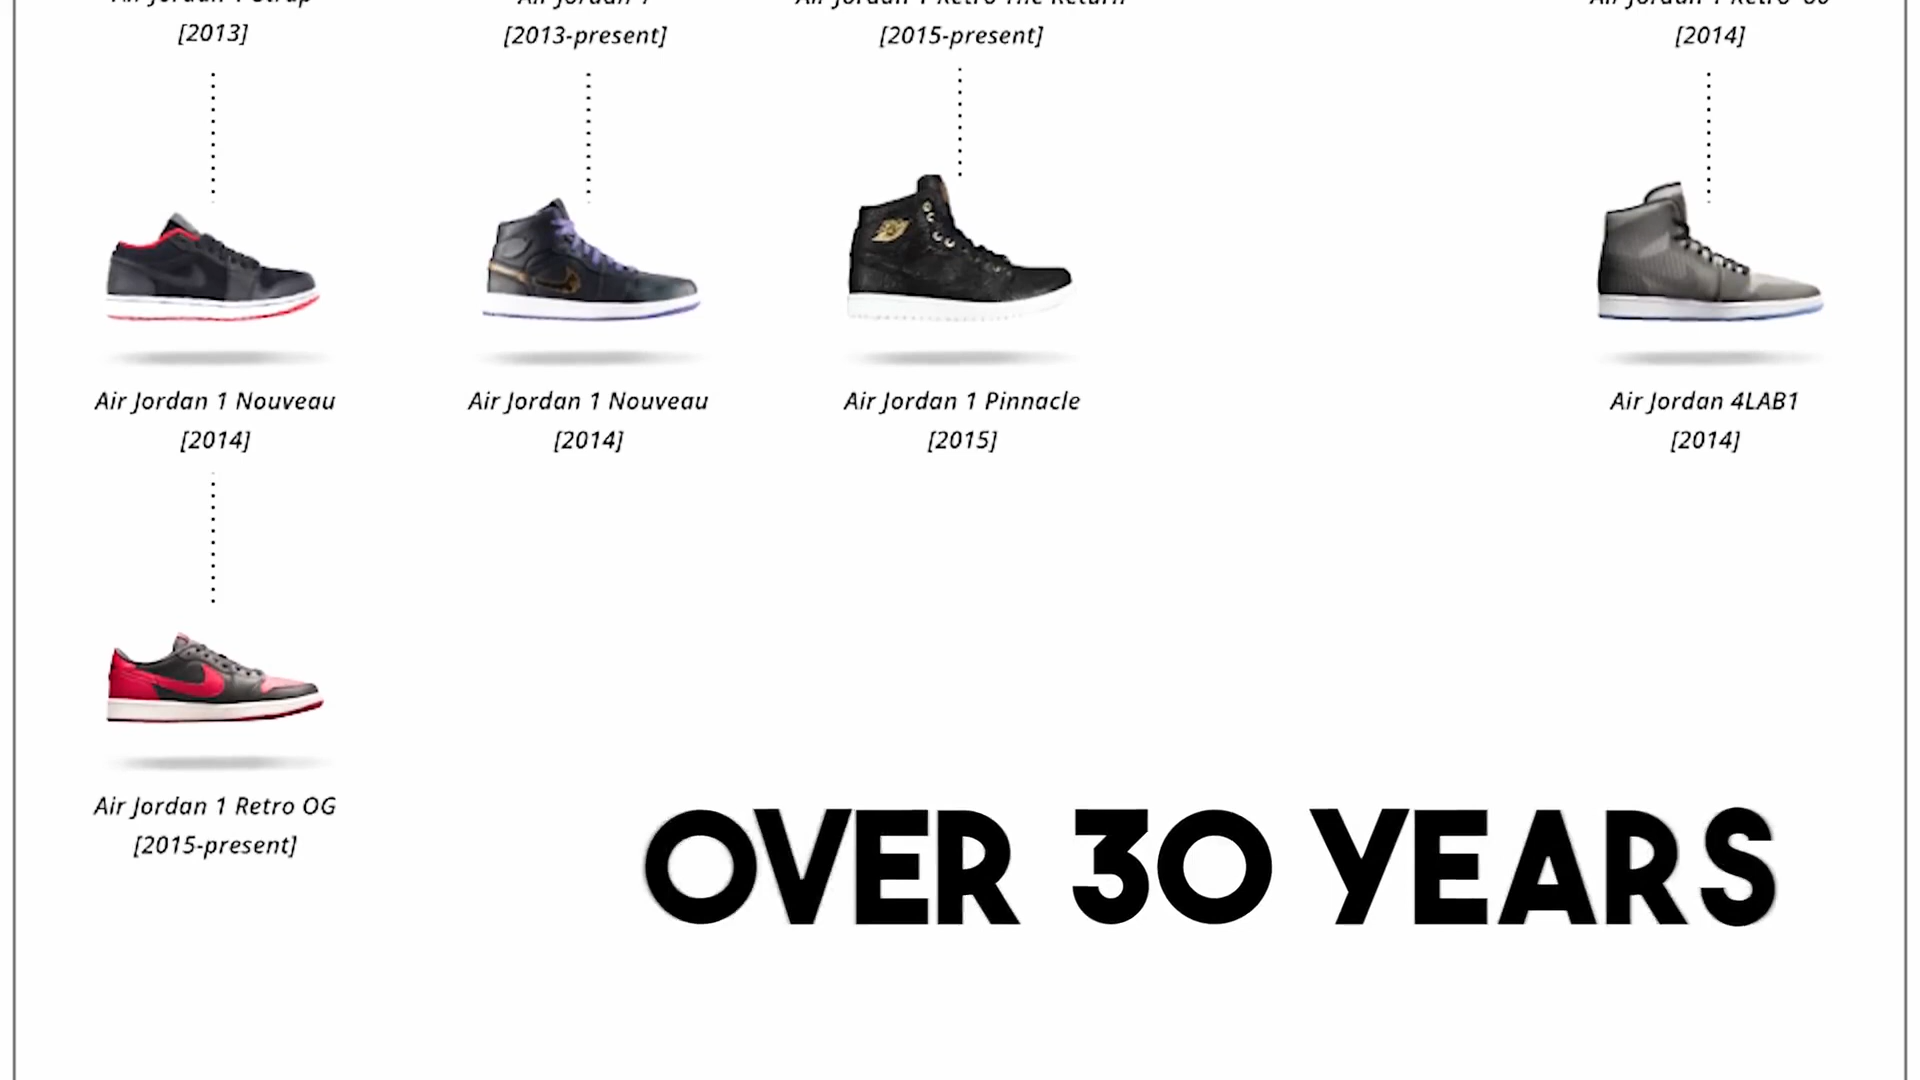 [2013]
[2013-present]
[2015-present]
[2014]
Air Jordan 1 Nouveau
[2014]
Air Jordan 1 Nouveau
[2014]
Air Jordan 1 Pinnacle
[2015]
Air Jordan 4LAB1
[2014]
Air Jordan 1 Retro OG
[2015-present]
OVER 30 YEARS